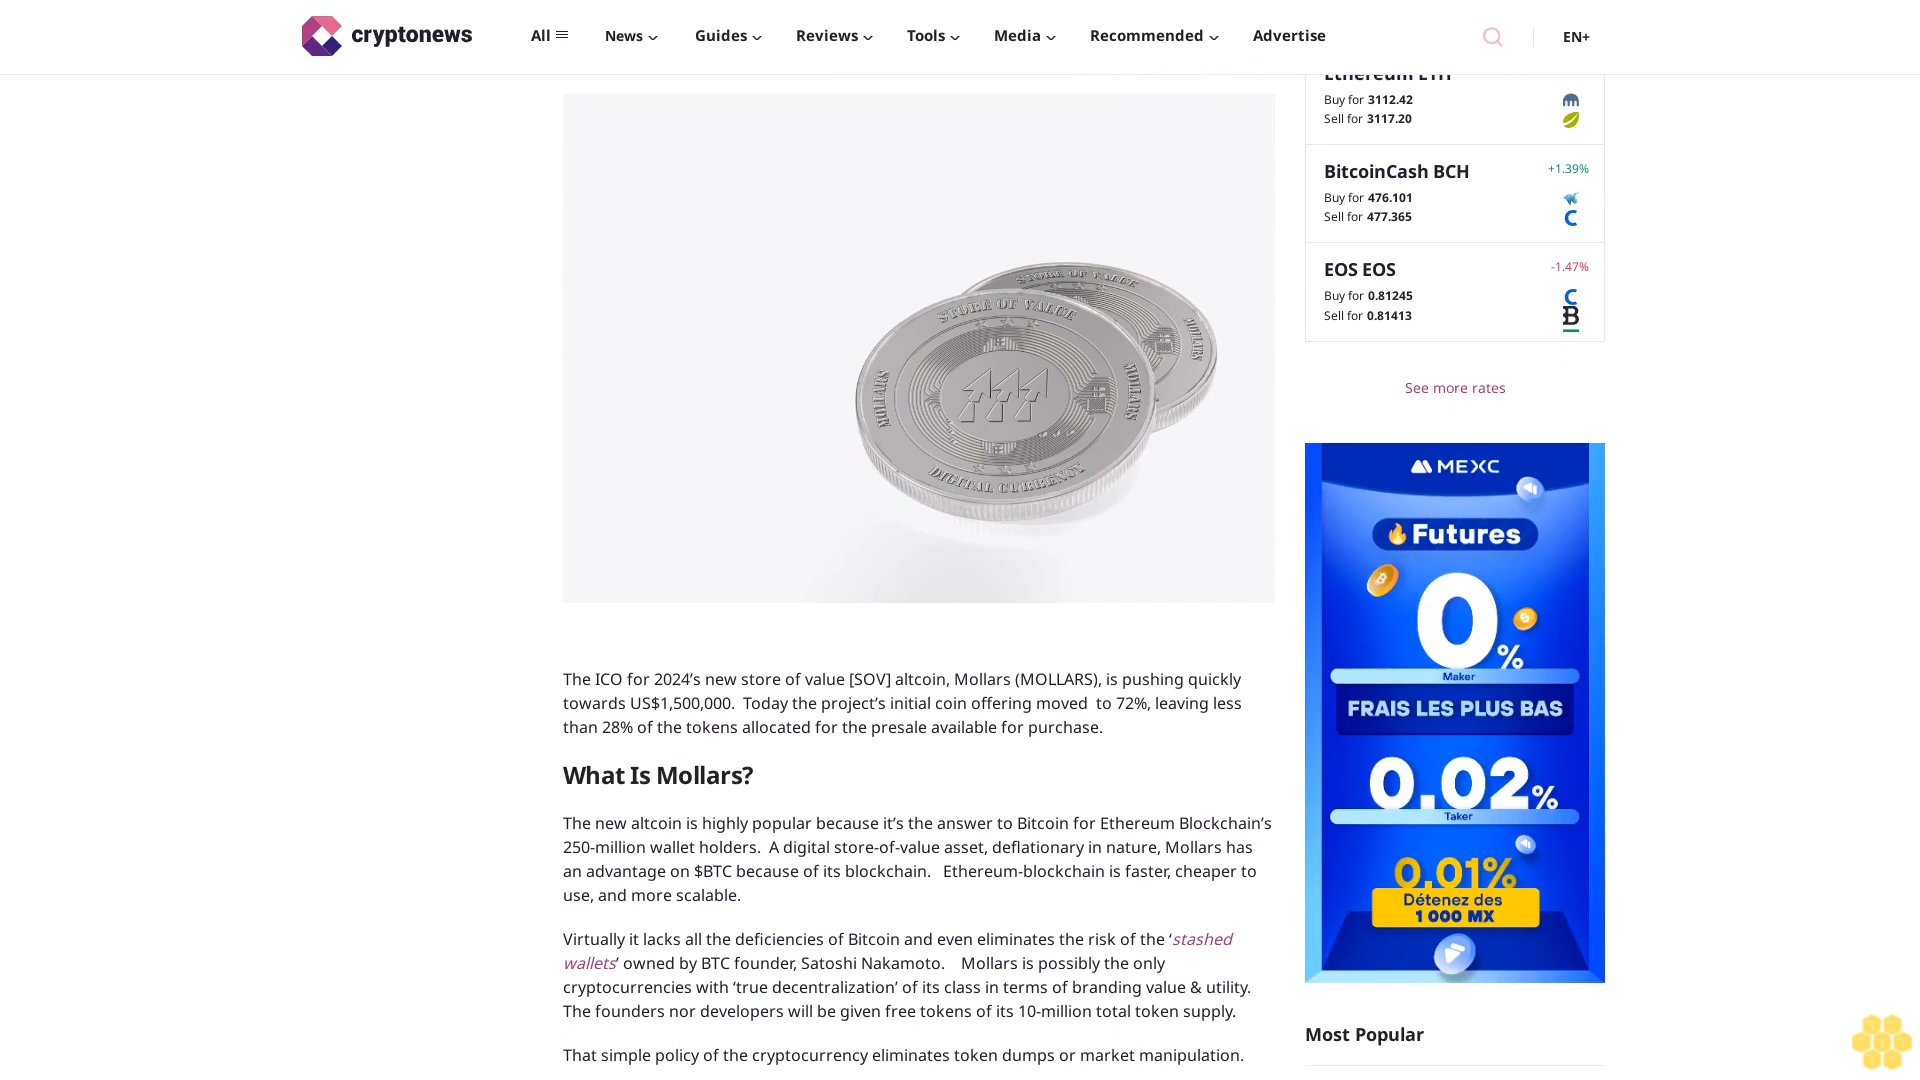 cryptonews
All
News
Guides
Reviews
Tools
Media
Recommended
Advertise
EN+
Ethereum ETH
Buy for 3112.42
Sell for 3117.20
BitcoinCash BCH
+1.39%
Buy for 476.101
Sell for 477.365
EOS EOS
-1.47%
Buy for 0.81245
Sell for 0.81413
See more rates
STORE OF VALUE
MOLLARS
STORE OF VALUE
MOLLARS
MOLLARS
DIGITAL CURRENCY
The ICO for 2024’s new store of value [SOV] altcoin, Mollars (MOLLARS), is pushing quickly
towards US$1,500,000.  Today the project’s initial coin offering moved  to 72%, leaving less
than 28% of the tokens allocated for the presale available for purchase.
What Is Mollars?
The new altcoin is highly popular because it’s the answer to Bitcoin for Ethereum Blockchain’s
250-million wallet holders.  A digital store-of-value asset, deflationary in nature, Mollars has
an advantage on $BTC because of its blockchain.   Ethereum-blockchain is faster, cheaper to
use, and more scalable.
Virtually it lacks all the deficiencies of Bitcoin and even eliminates the risk of the ‘stashed
wallets’ owned by BTC founder, Satoshi Nakamoto.    Mollars is possibly the only
cryptocurrencies with ‘true decentralization’ of its class in terms of branding value & utility.
The founders nor developers will be given free tokens of its 10-million total token supply.
That simple policy of the cryptocurrency eliminates token dumps or market manipulation.
MEXC
Futures
0%
Maker
FRAIS LES PLUS BAS
0.02%
Taker
0.01%
Détenez des
1 000 MX
Most Popular